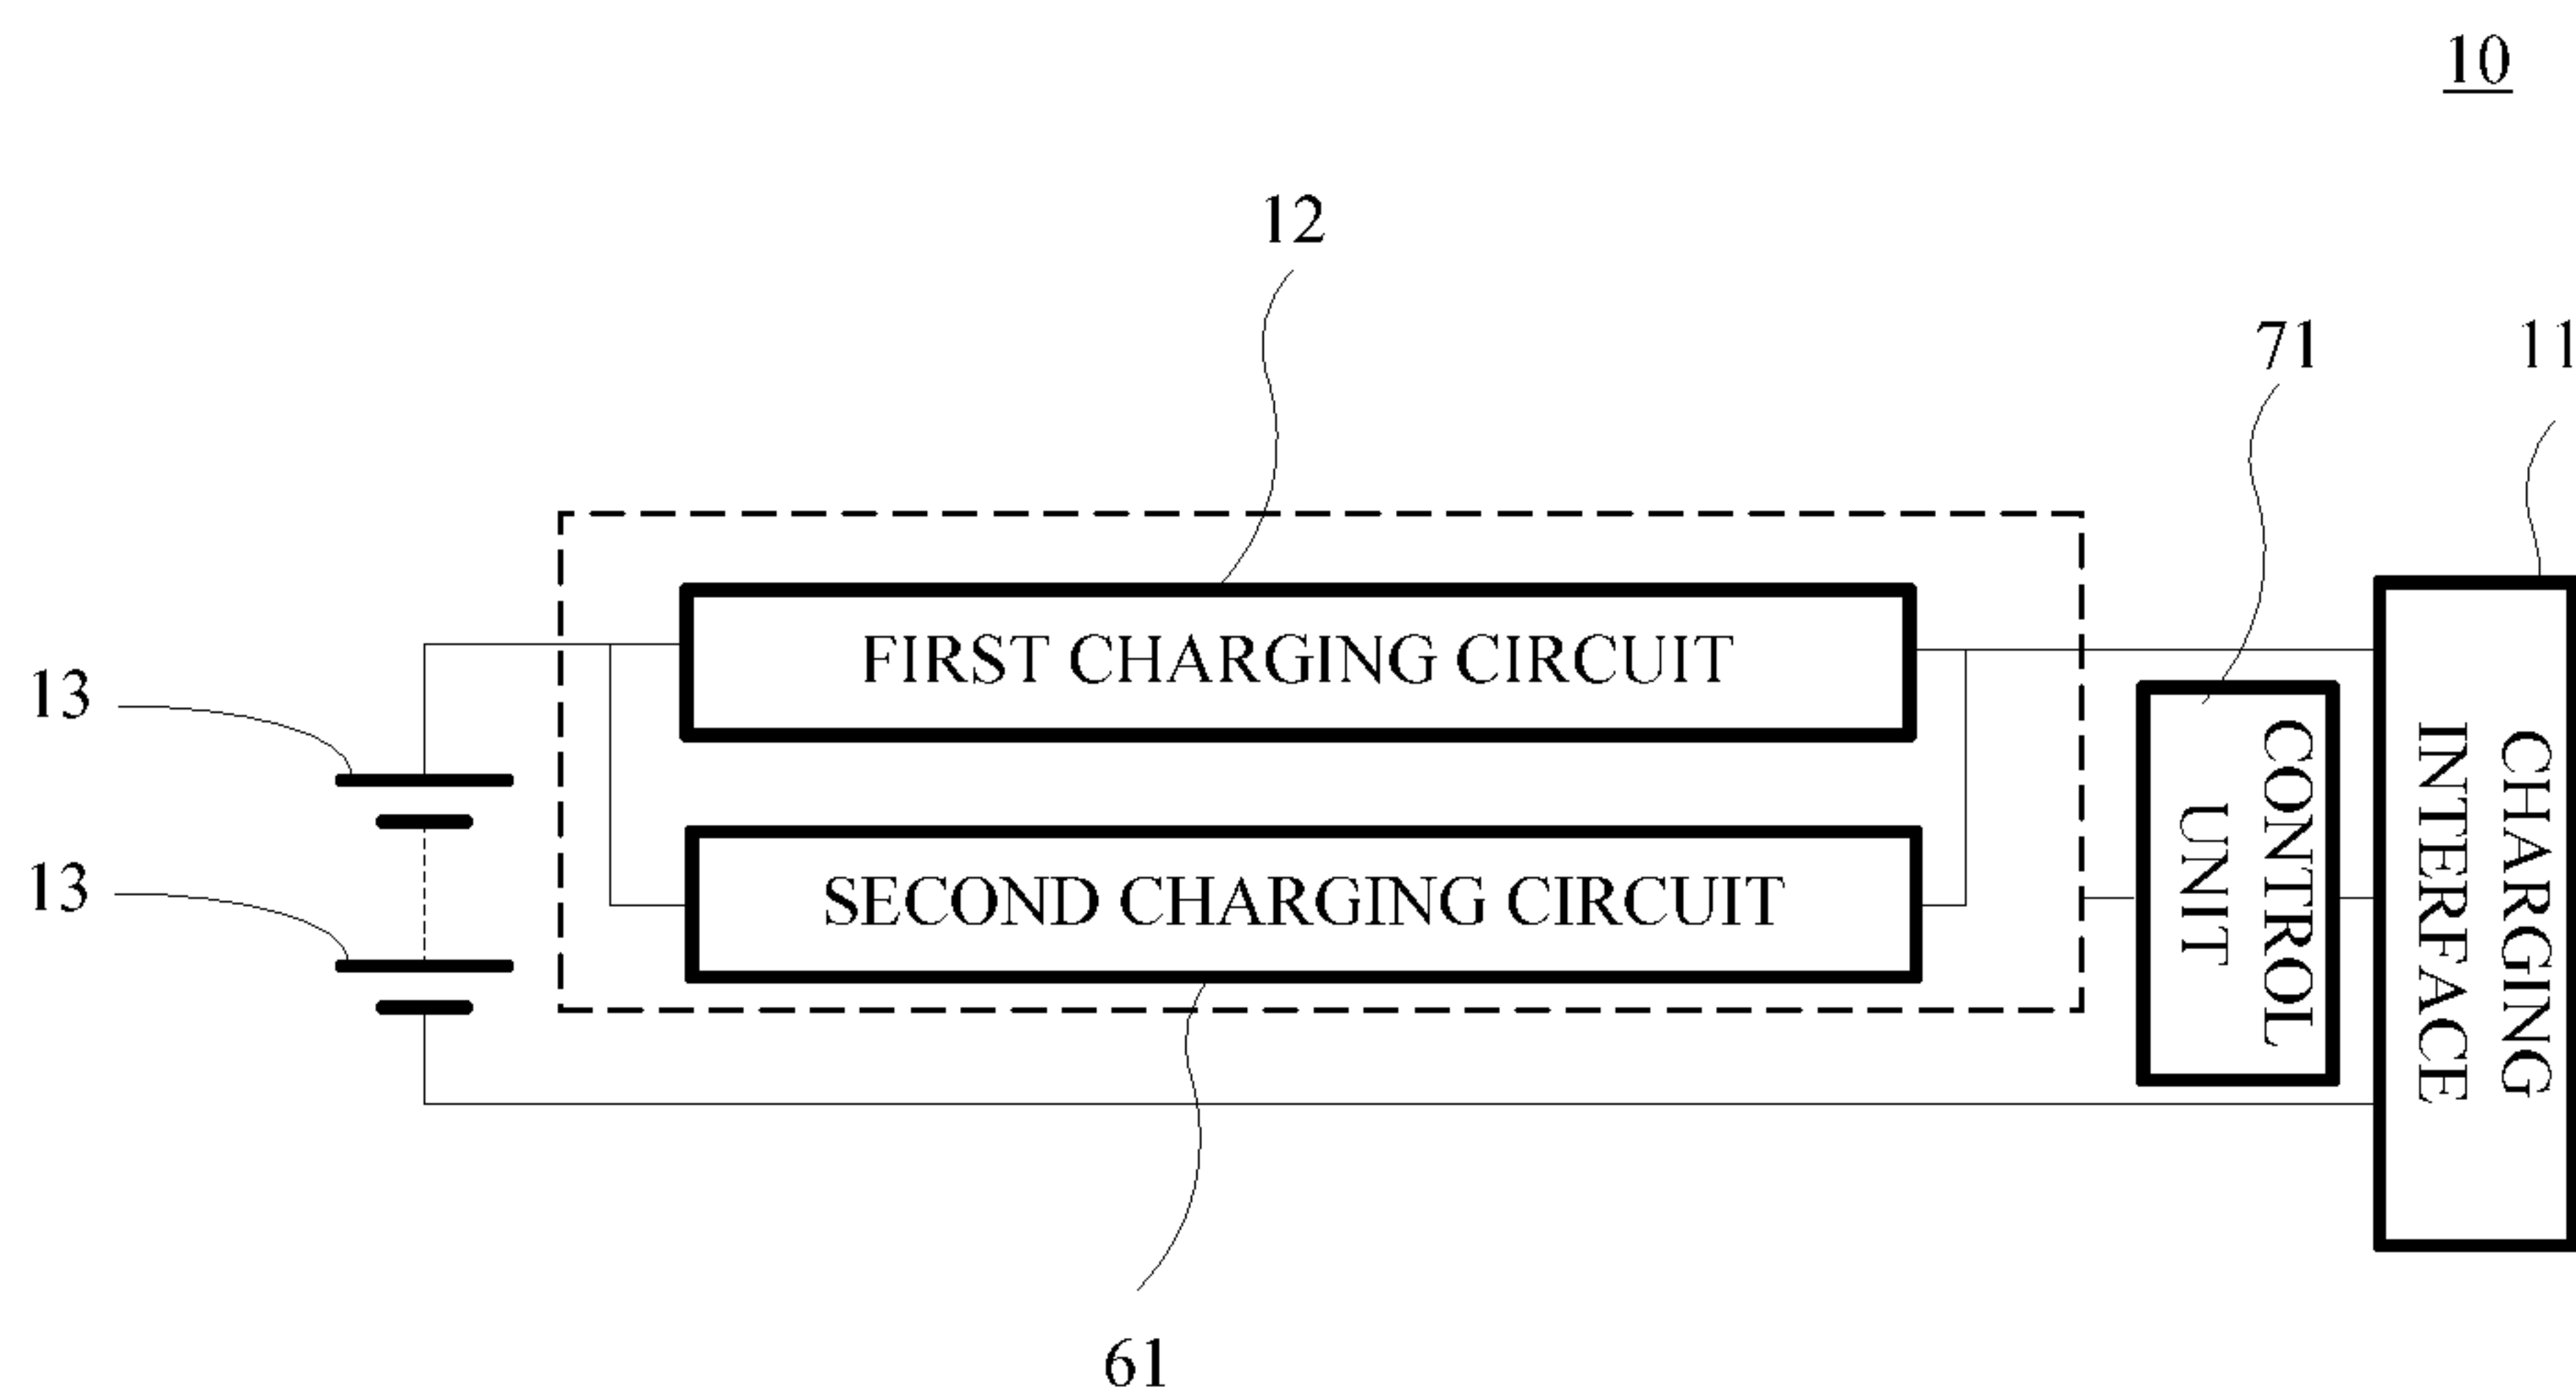 10
12
71
11
FIRST CHARGING CIRCUIT
13
CONTROL
UNIT
CHARGING
INTERFACE
13
SECOND CHARGING CIRCUIT
61